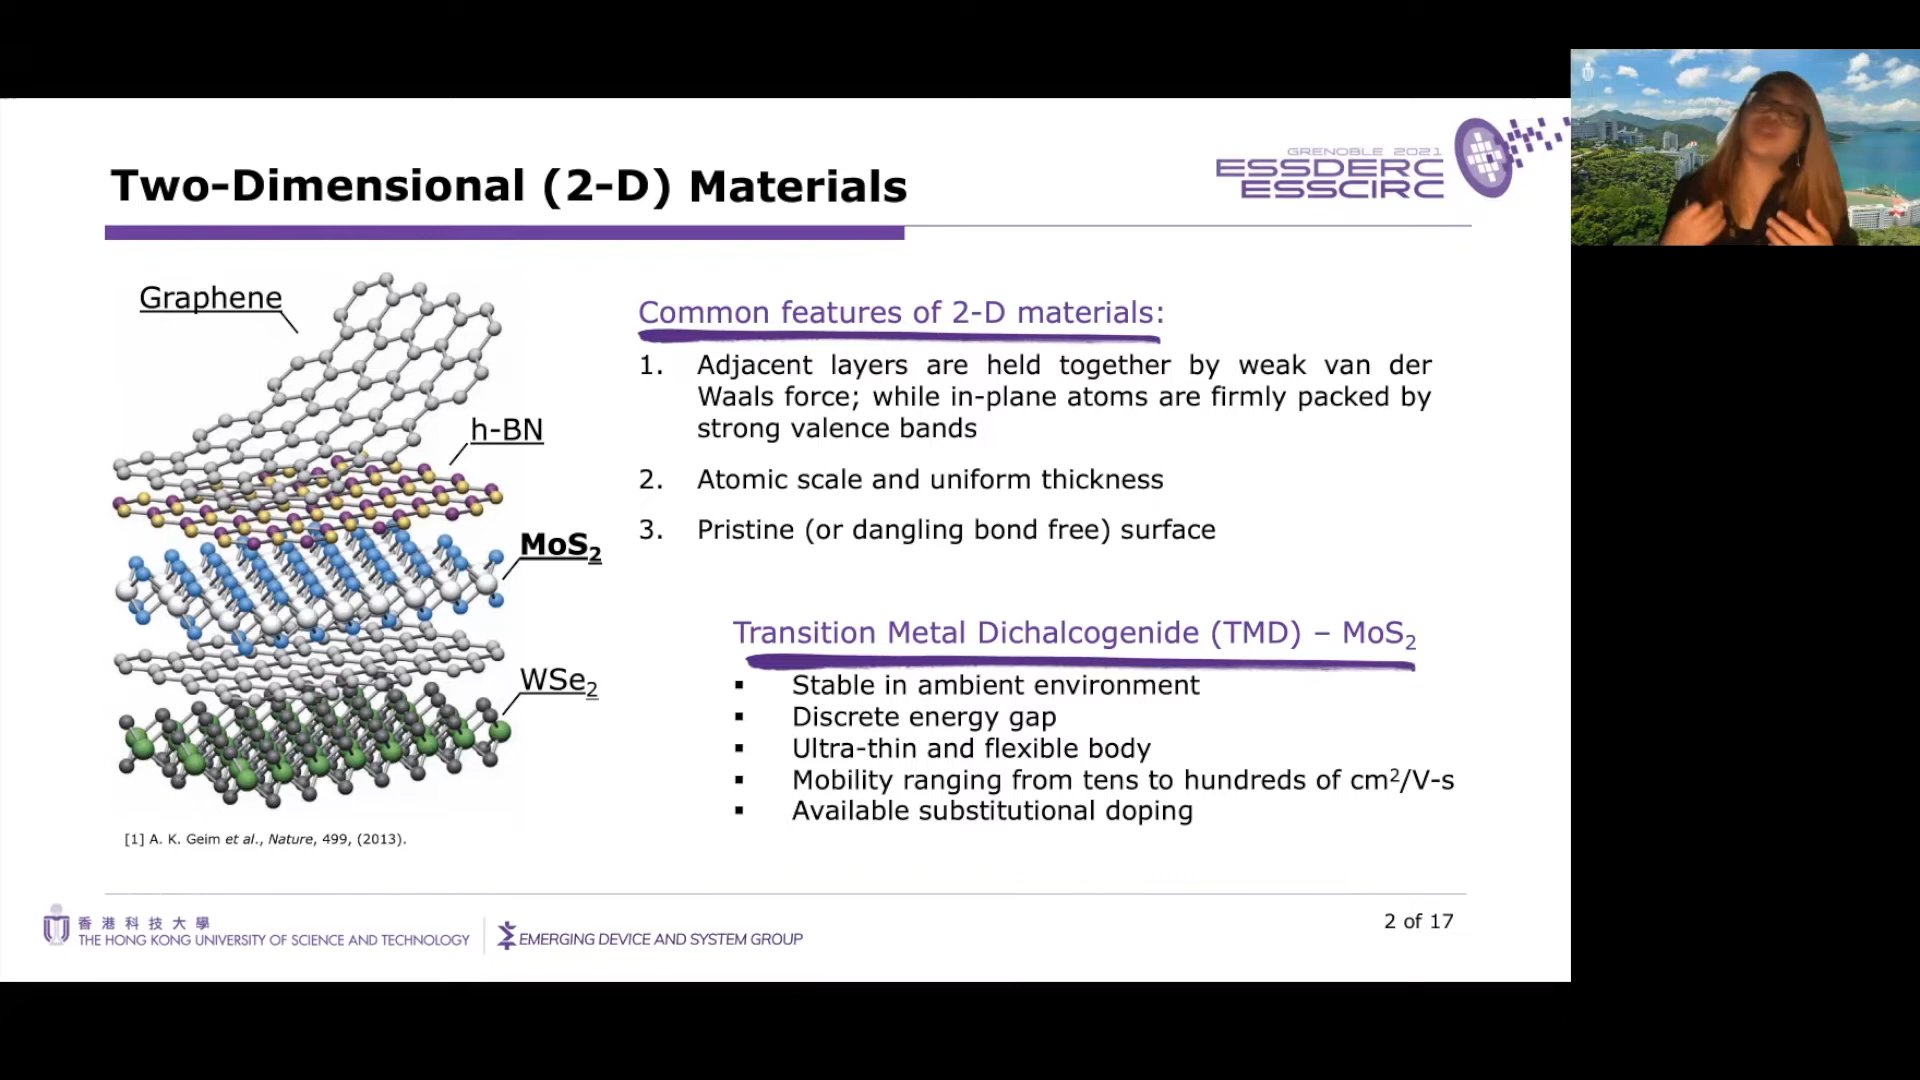 Two-Dimensional (2-D) Materials
GRENOBLE 2021
ESSDERC
ESSCIRC
Graphene
h-BN
MoS2
WSe2
[1] A. K. Geim et al., Nature, 499, (2013).
Common features of 2-D materials:
1. Adjacent layers are held together by weak van der
Waals force; while in-plane atoms are firmly packed by
strong valence bands
2. Atomic scale and uniform thickness
3. Pristine (or dangling bond free) surface
Transition Metal Dichalcogenide (TMD) – MoS2
▪ Stable in ambient environment
▪ Discrete energy gap
▪ Ultra-thin and flexible body
▪ Mobility ranging from tens to hundreds of cm²/V-s
▪ Available substitutional doping
香港科技大學
THE HONG KONG UNIVERSITY OF SCIENCE AND TECHNOLOGY
EMERGING DEVICE AND SYSTEM GROUP
2 of 17